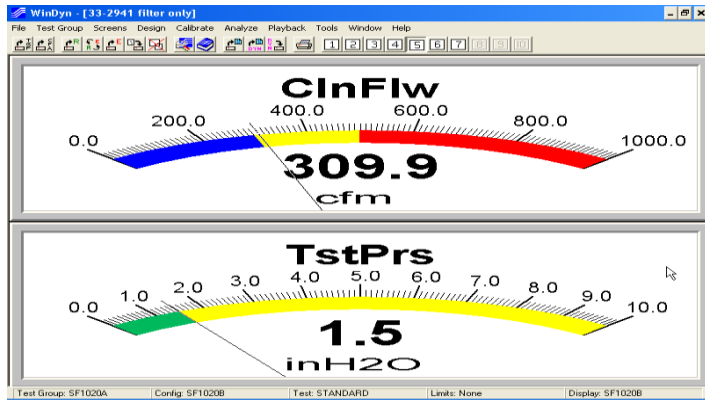 WinDyn - [33-2941 filter only]
File Test Group Screens Design Calibrate Analyze Playback Tools Window Help
1 2 3 4 5 6 7 8 9 10
ClnFlw
0.0 200.0 400.0 600.0 800.0 1000.0
309.9
cfm
TstPrs
0.0 1.0 2.0 3.0 4.0 5.0 6.0 7.0 8.0 9.0 10.0
1.5
inH2O
Test Group: SF1020A Config: SF1020B Test: STANDARD Limits: None Display: SF1020B